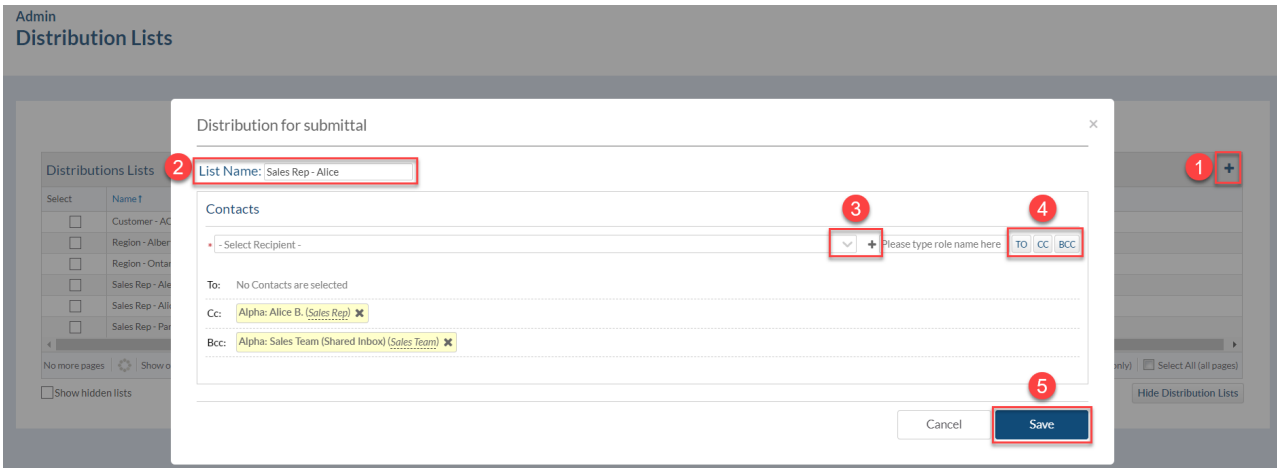 Admin
Distribution Lists
Distribution for submittal ×
Distributions Lists 2 List Name: Sales Rep - Alice 1 +
Select Name↑
Contacts 3 4
Customer - AC
Region - Alber * - Select Recipient - + Please type role name here TO CC BCC
Region - Ontar
Sales Rep - Ale To: No Contacts are selected
Sales Rep - Cc: Alpha: Alice B. (Sales Rep) ✖
Sales Rep - Par Bcc: Alpha: Sales Team (Shared Inbox) (Sales Team) ✖
No more pages Show o only) Select All (all pages)
Show hidden lists 5 Hide Distribution Lists
Cancel Save